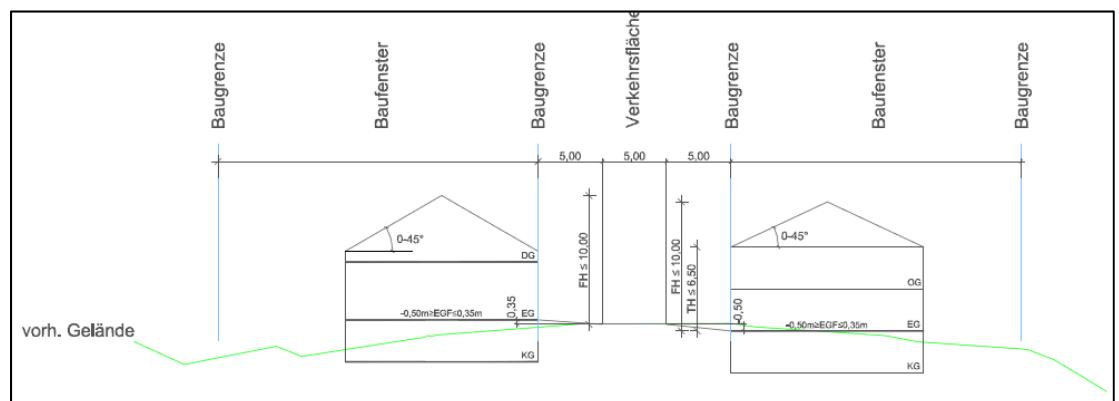 Baugrenze
Baufenster
Baugrenze
Verkehrsfläche
Baugrenze
Baufenster
Baugrenze
5,00
5,00
5,00
0-45°
0-45°
DG
FH ≤ 10,00
FH ≤ 10,00
TH ≤ 6,50
OG
-0,50m≥EGF≤0,35m
EG
0,35
-0,50
-0,50m≥EGF≤0,35m
EG
vorh. Gelände
KG
KG